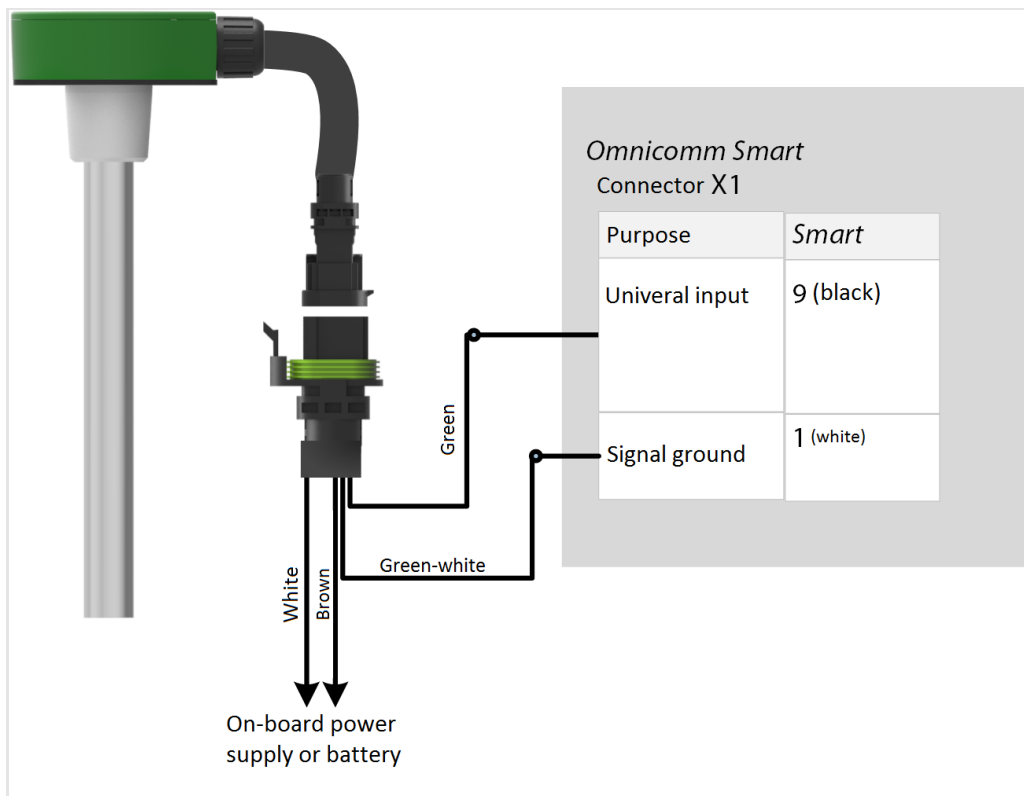 Omnicomm Smart
Connector X1
Purpose
Smart
Univeral input
9 (black)
Green
Signal ground
1 (white)
Green-white
White
Brown
On-board power
supply or battery